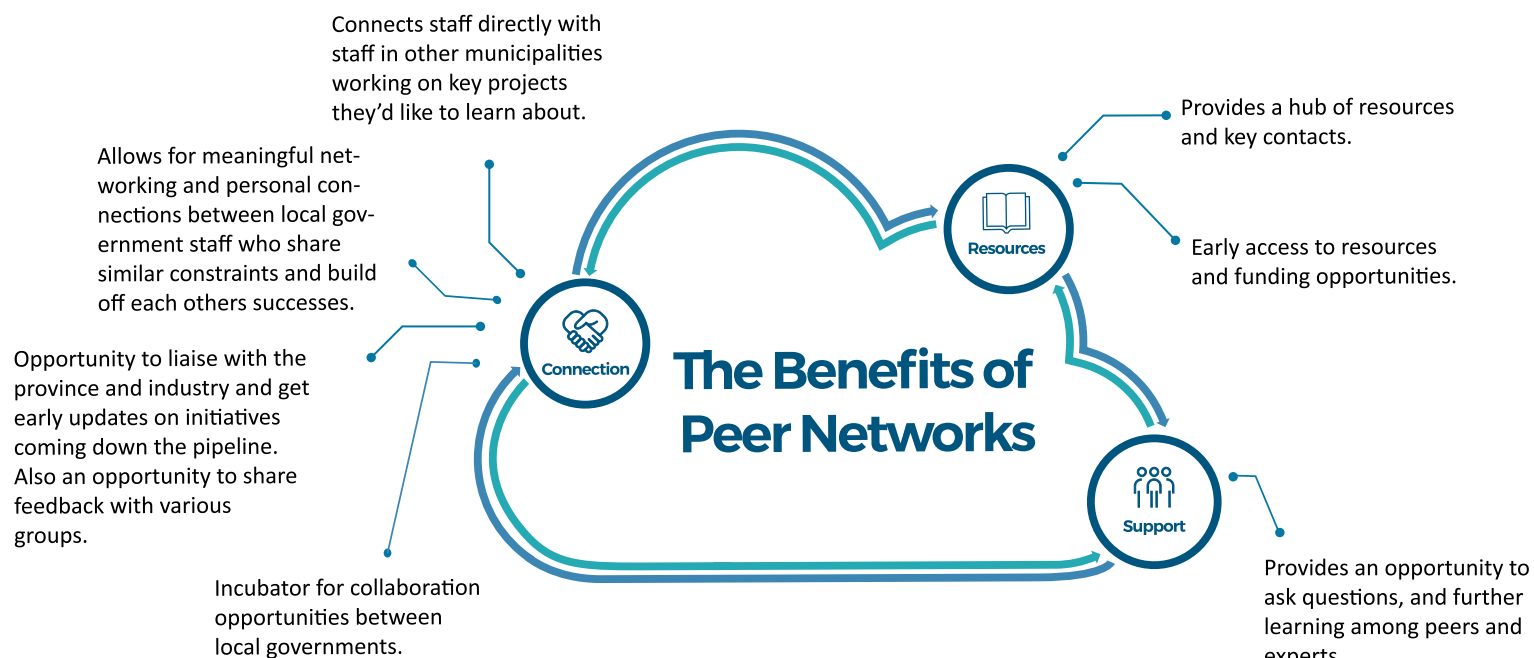 Connects staff directly with
staff in other municipalities
working on key projects
they'd like to learn about.
Allows for meaningful net-
working and personal con-
nections between local gov-
ernment staff who share
similar constraints and build
off each others successes.
Opportunity to liaise with the
province and industry and get
early updates on initiatives
coming down the pipeline.
Also an opportunity to share
feedback with various
groups.
Incubator for collaboration
opportunities between
local governments.
Connection
The Benefits of
Peer Networks
Resources
Provides a hub of resources
and key contacts.
Early access to resources
and funding opportunities.
Support
Provides an opportunity to
ask questions, and further
learning among peers and
experts